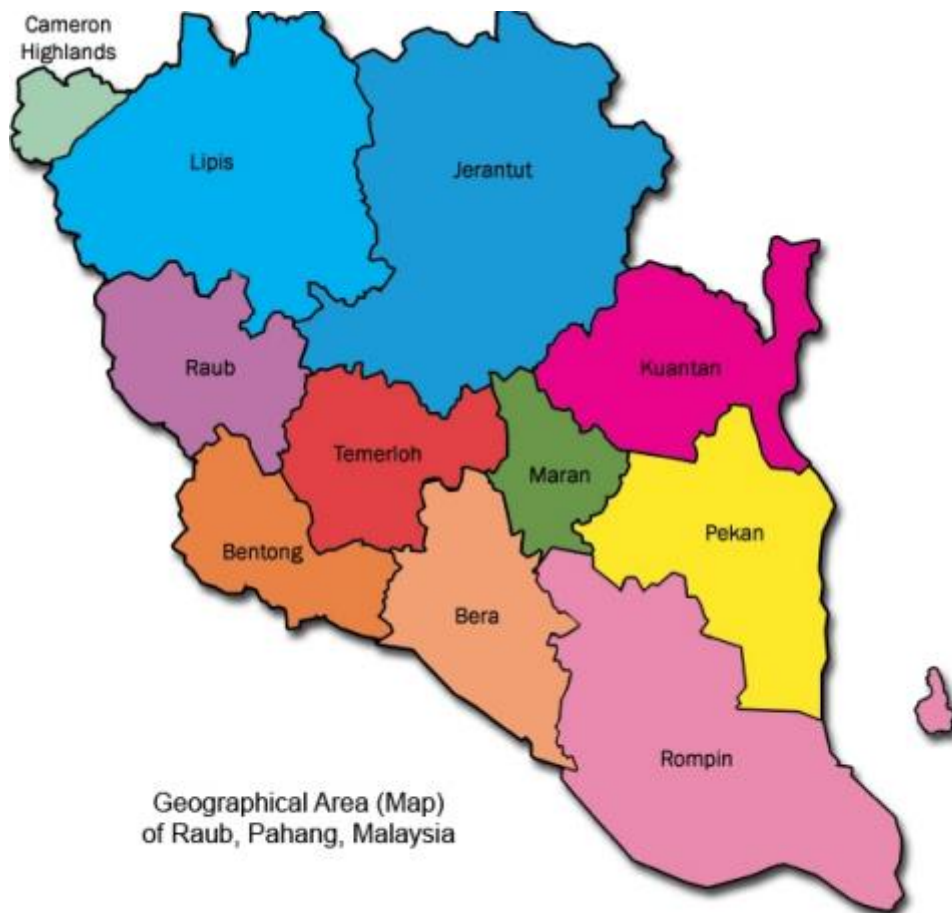 Cameron
Highlands
Lipis
Jerantut
Raub
Kuantan
Temerloh
Maran
Pekan
Bentong
Bera
Rompin
Geographical Area (Map)
of Raub, Pahang, Malaysia